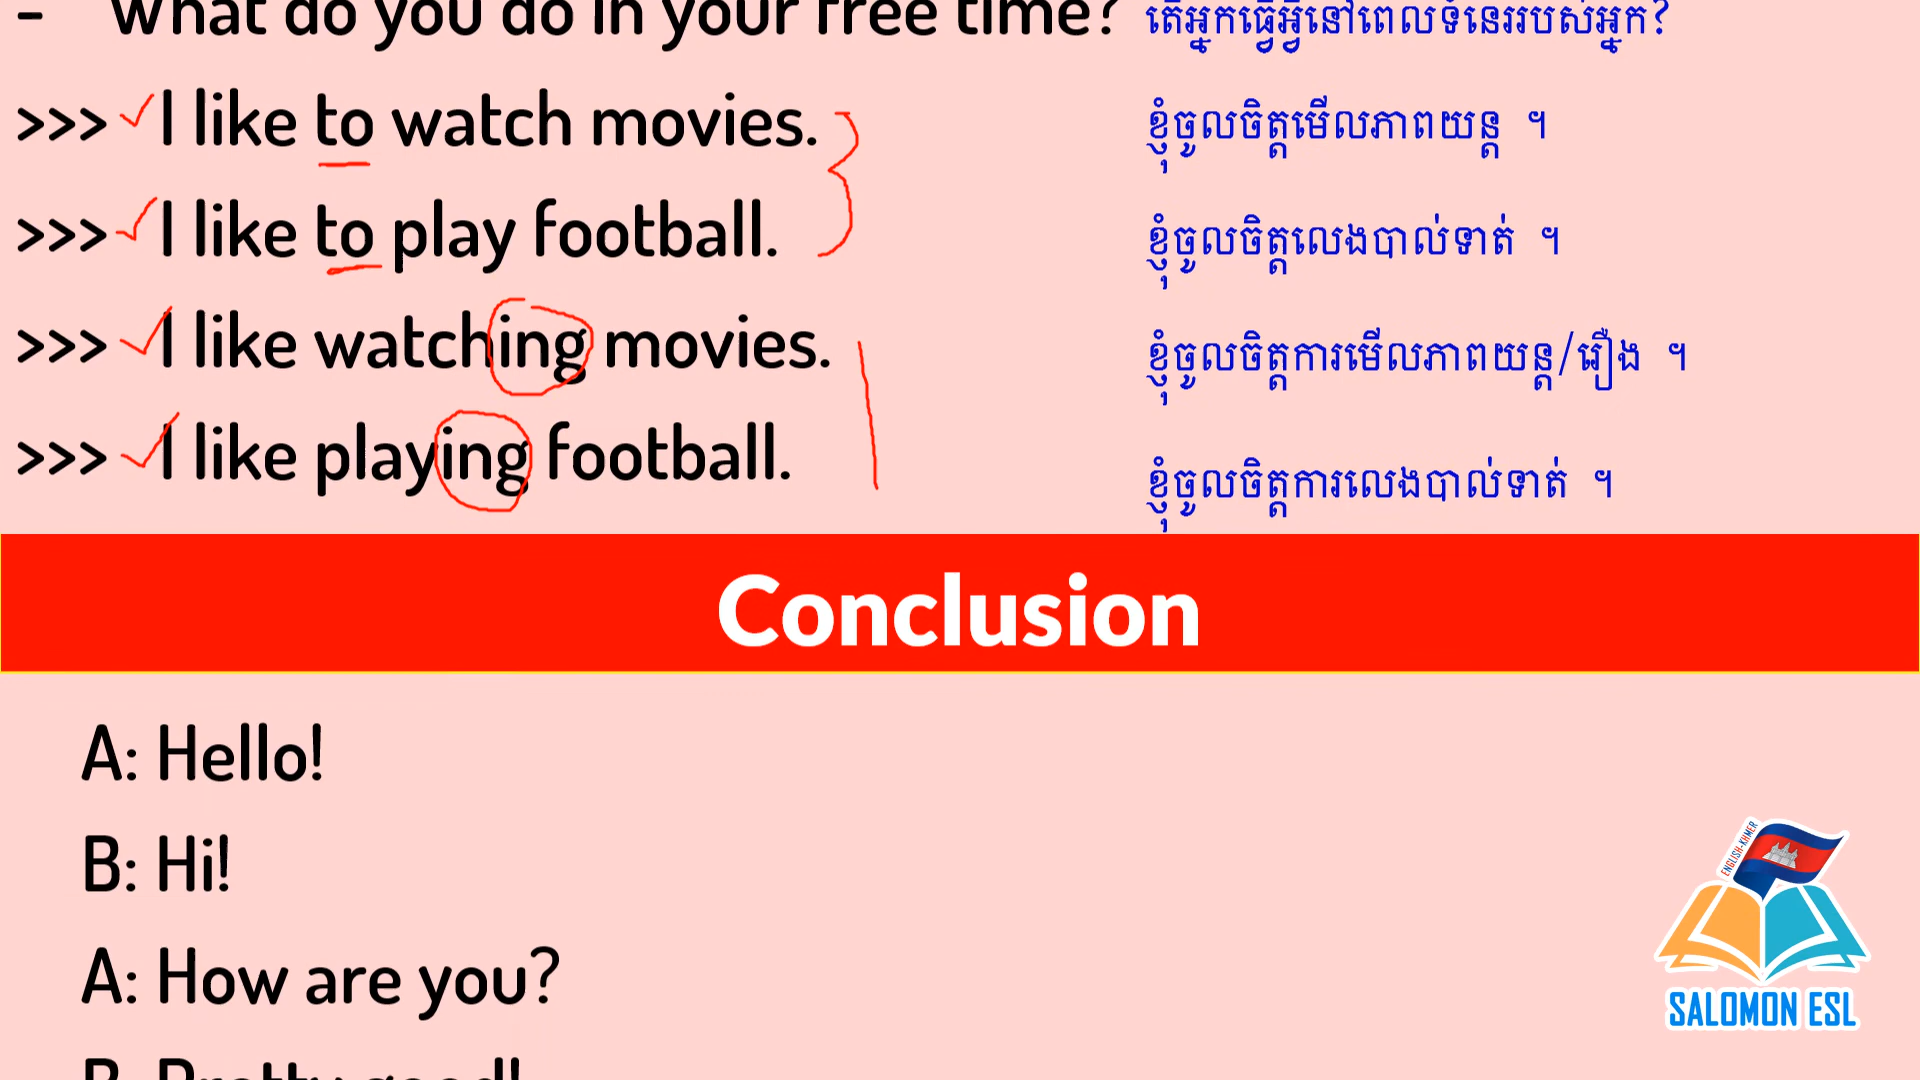 - What do you do in your free time? តើអ្នកធ្វើអ្វីនៅពេលទំនេររបស់អ្នក?
>>> I like to watch movies. ខ្ញុំចូលចិត្តមើលភាពយន្ត ។
>>> I like to play football. ខ្ញុំចូលចិត្តលេងបាល់ទាត់ ។
>>> I like watching movies. ខ្ញុំចូលចិត្តការមើលភាពយន្ត/រឿង ។
>>> I like playing football. ខ្ញុំចូលចិត្តការលេងបាល់ទាត់ ។
Conclusion
A: Hello!
B: Hi!
A: How are you?
B: Pretty good!
ENGLISH-KHMER
SALOMON ESL